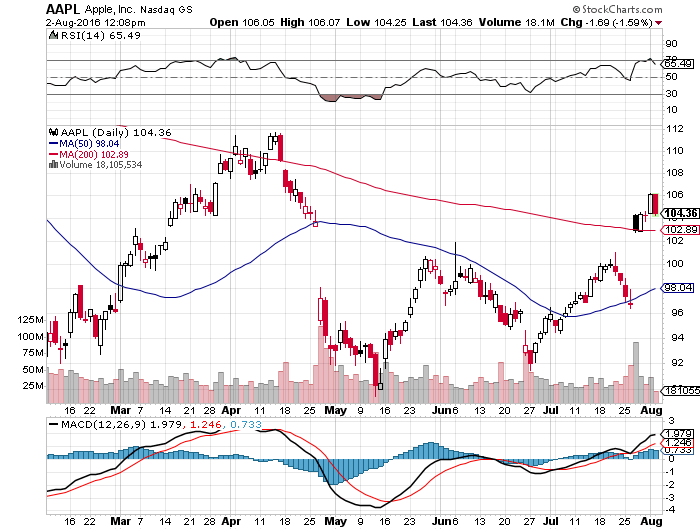 AAPL Apple, Inc. Nasdaq GS © StockCharts.com
2-Aug-2016 12:08pm Open 106.05 High 106.07 Low 104.25 Last 104.36 Volume 18.1M Chg -1.69 (-1.59%)
RSI(14) 65.49
90
70
65.49
50
30
10
AAPL (Daily) 104.36
MA(50) 98.04
MA(200) 102.89
Volume 18,105,534
112
110
108
106
104.36
102.89
102
100
98.04
96
94
92
125M
100M
75M
50M
25M
181055
16 22 Mar 7 14 21 28 Apr 11 18 25 May 9 16 23 Jun 6 13 20 27 Jul 11 18 25 Aug
MACD(12,26,9) 1.979, 1.246, 0.733
3
1.979
1.246
0.733
0
-1
-2
-3
-4
16 22 Mar 7 14 21 28 Apr 11 18 25 May 9 16 23 Jun 6 13 20 27 Jul 11 18 25 Aug